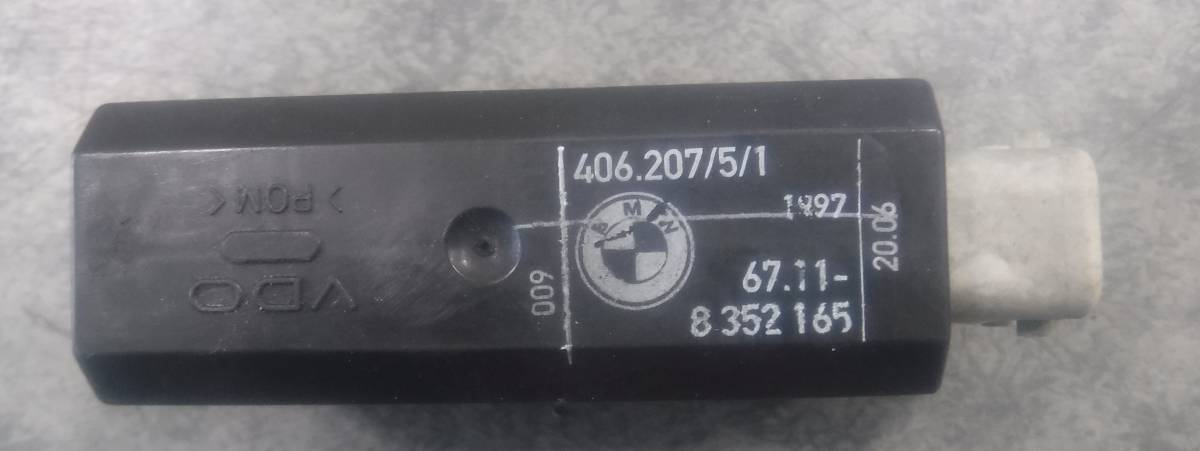 406.207/5/1
BMW
1997
67.11-
8 352 165
20.06
009
>POM<
VDO